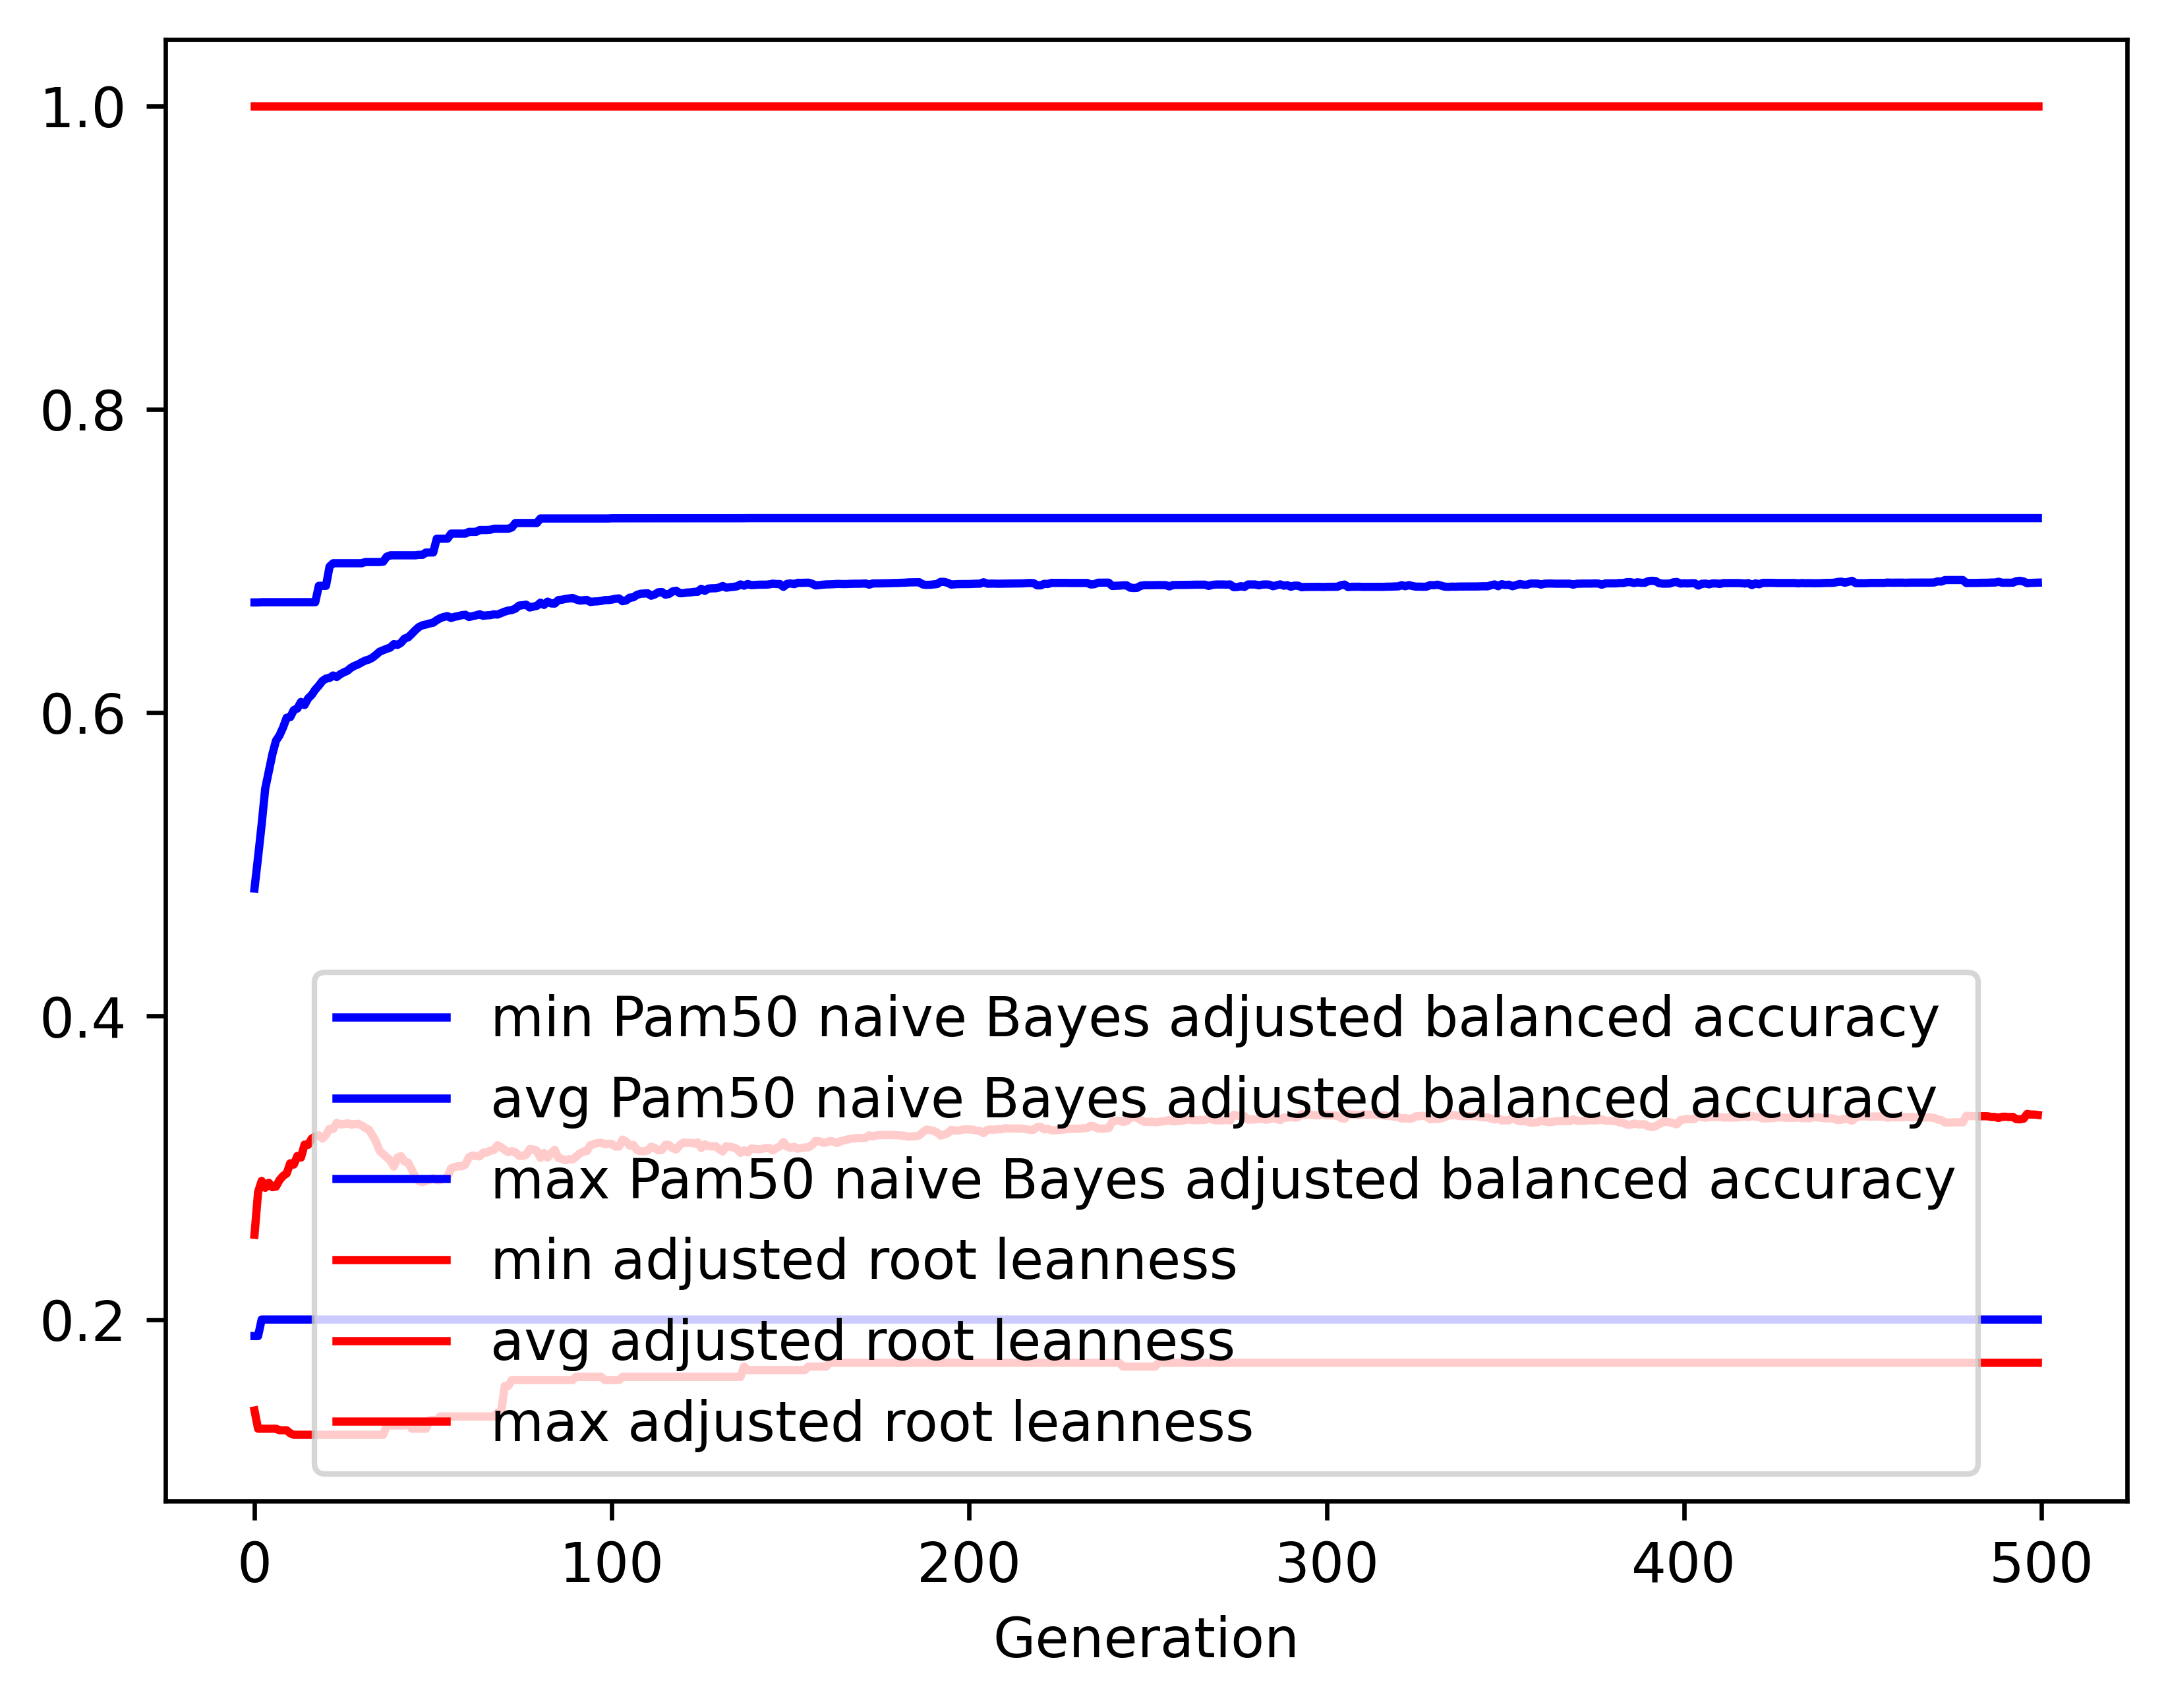 1.0
0.8
0.6
0.4
0.2
min Pam50 naive Bayes adjusted balanced accuracy
avg Pam50 naive Bayes adjusted balanced accuracy
max Pam50 naive Bayes adjusted balanced accuracy
min adjusted root leanness
avg adjusted root leanness
max adjusted root leanness
0 100 200 300 400 500
Generation